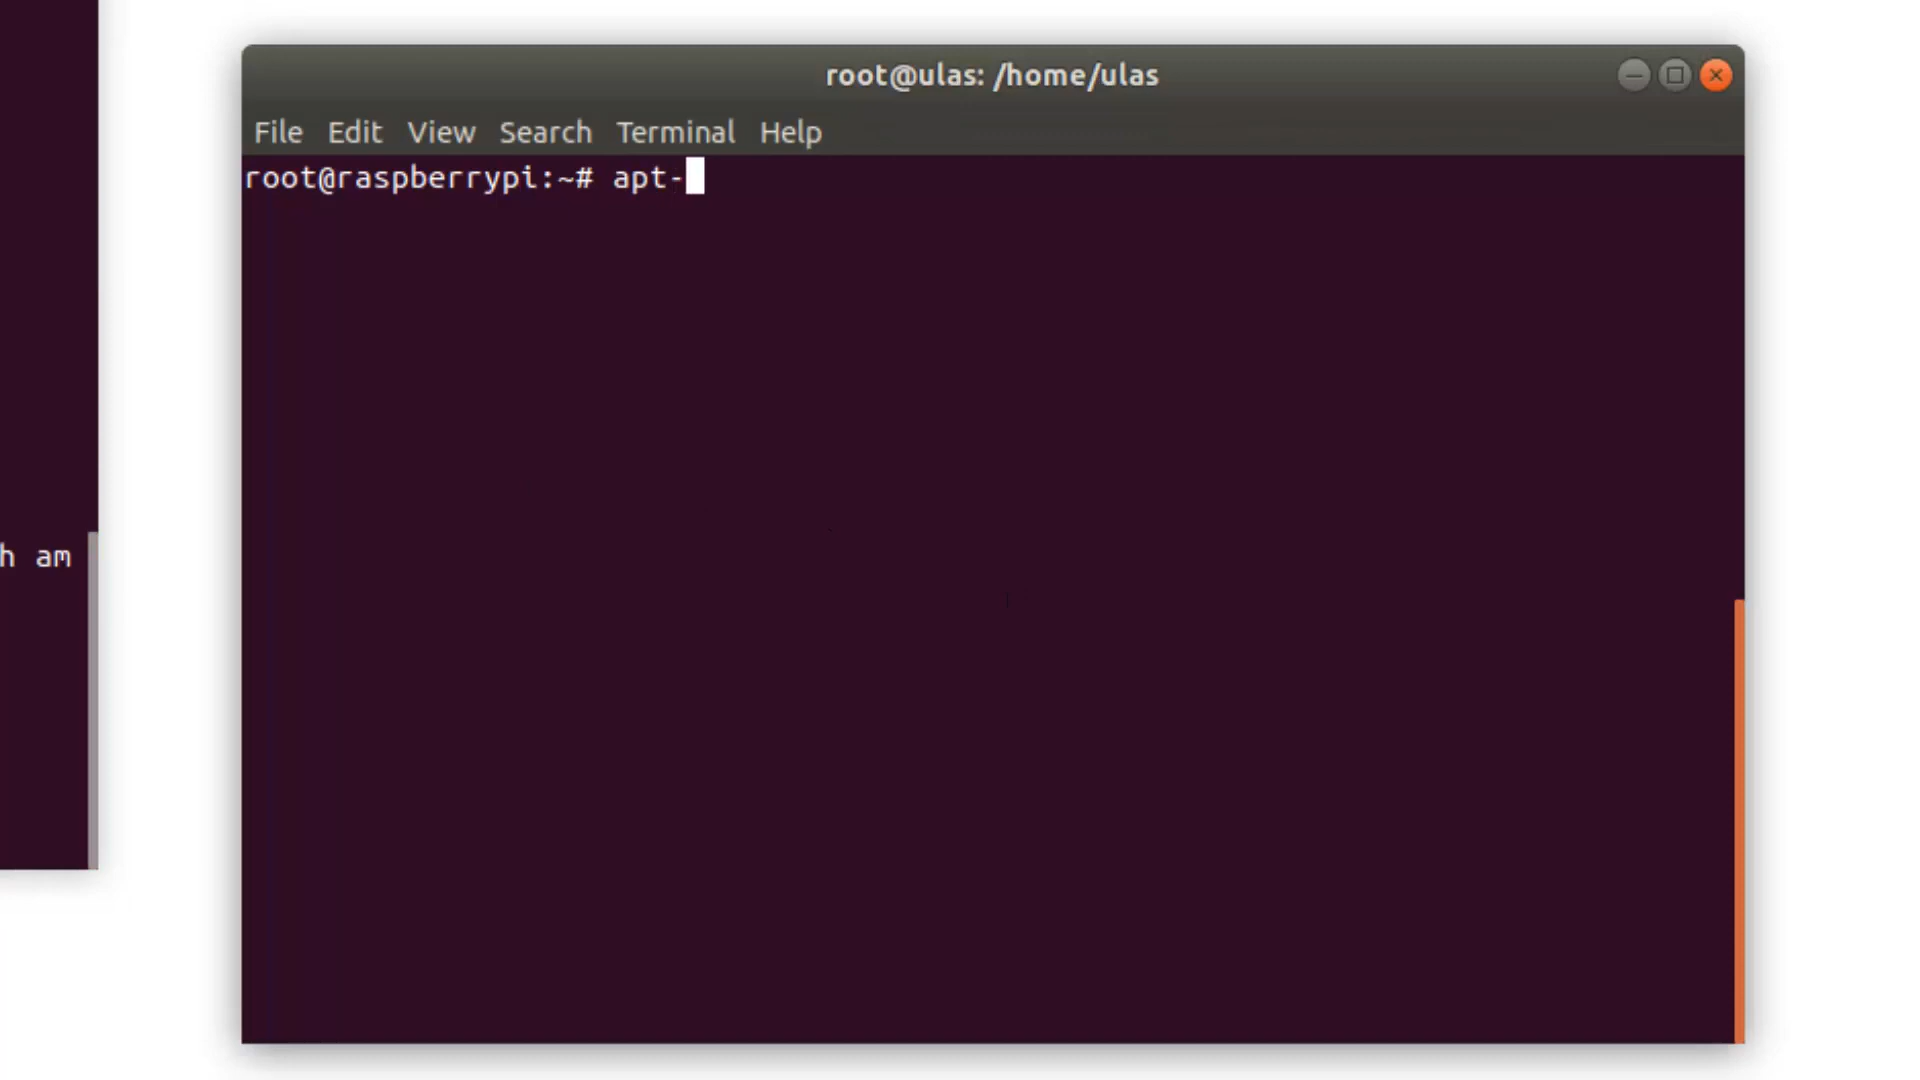 root@ulas: /home/ulas
File Edit View Search Terminal Help
root@raspberrypi:~# apt-
h am